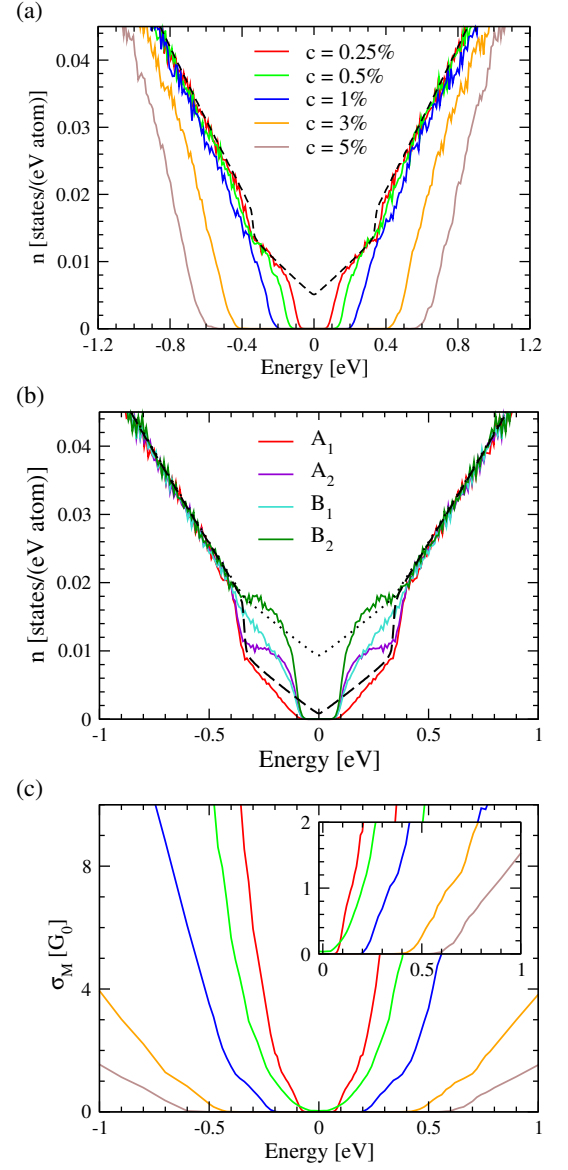 (a)
c = 0.25%
c = 0.5%
c = 1%
c = 3%
c = 5%
n [states/(eV atom)]
0.04
0.03
0.02
0.01
0
-1.2 -0.8 -0.4 0 0.4 0.8 1.2
Energy [eV]
(b)
A₁
A₂
B₁
B₂
n [states/(eV atom)]
0.04
0.03
0.02
0.01
0
-1 -0.5 0 0.5 1
Energy [eV]
(c)
σ_M [G₀]
8
4
0
2
1
0
0 0.5 1
-1 -0.5 0 0.5 1
Energy [eV]